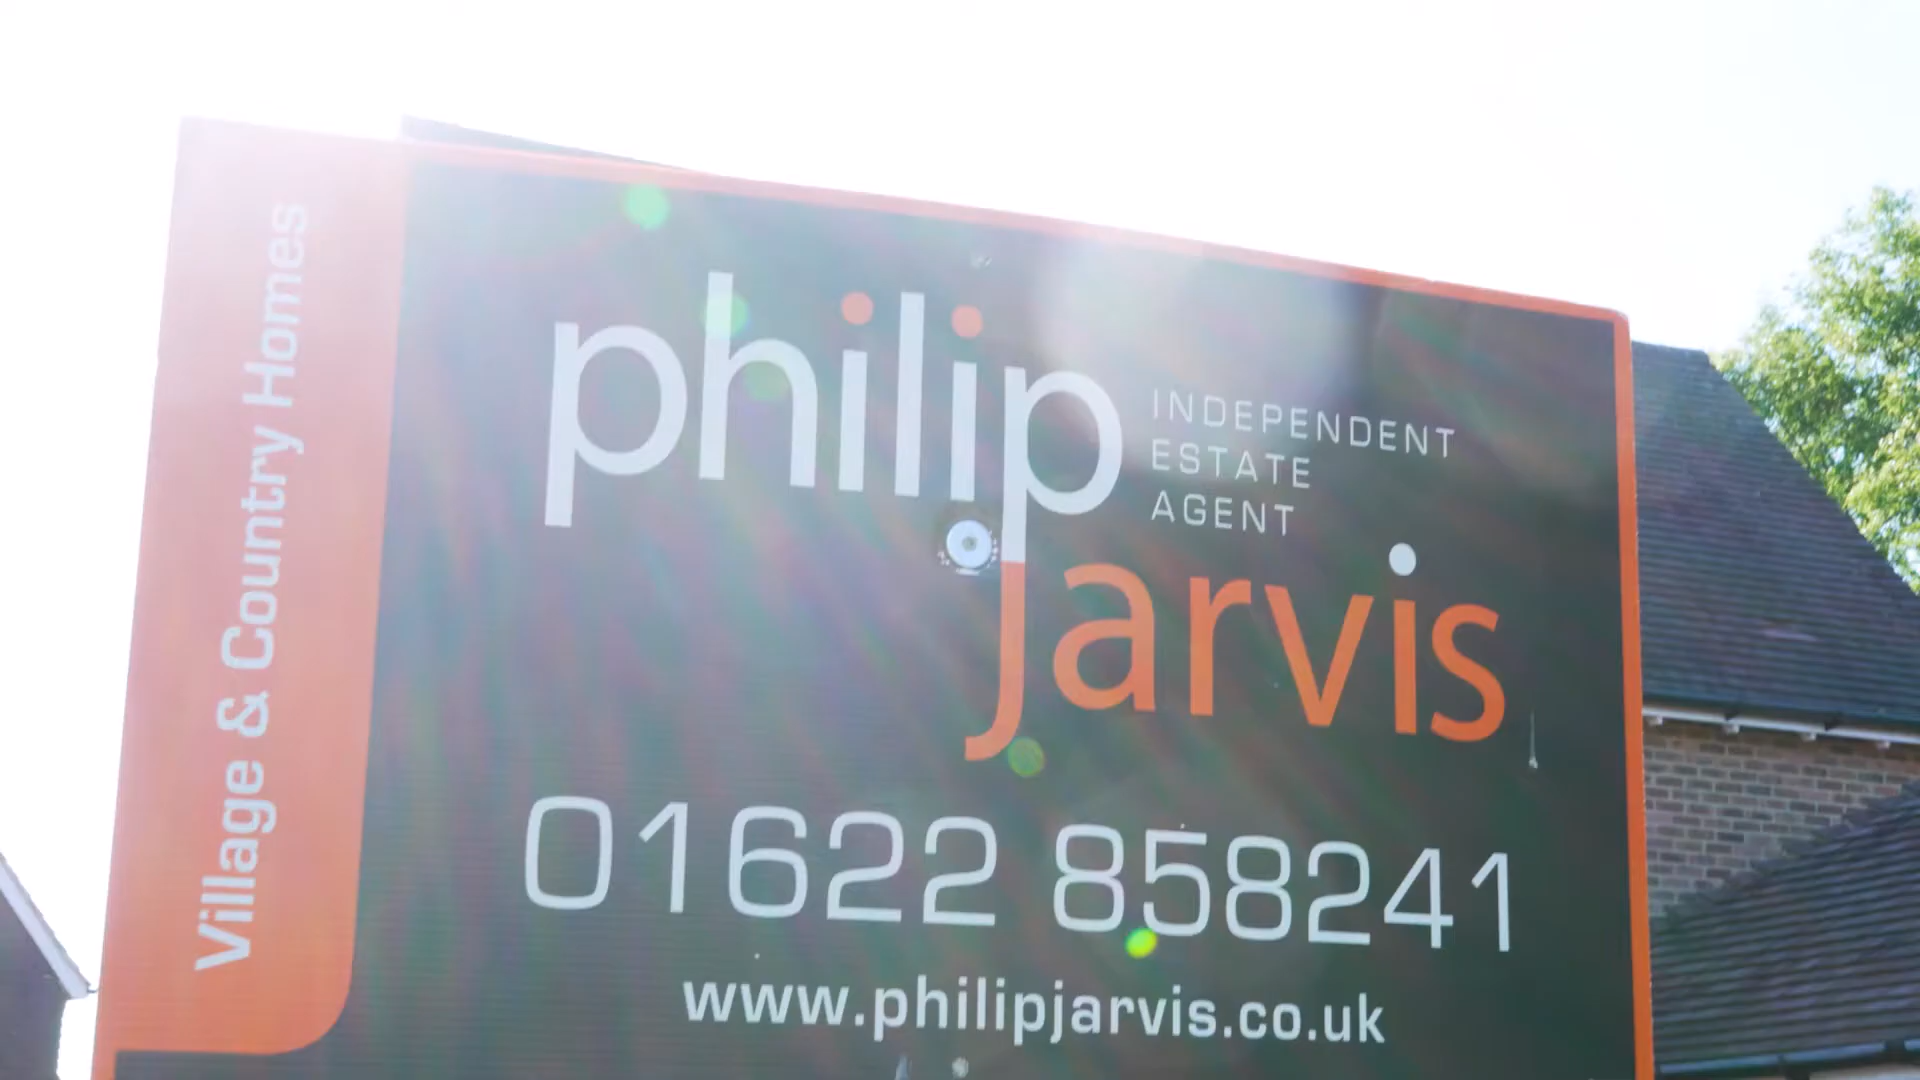 Village & Country Homes
philip
INDEPENDENT
ESTATE
AGENT
jarvis
01622 858241
www.philipjarvis.co.uk